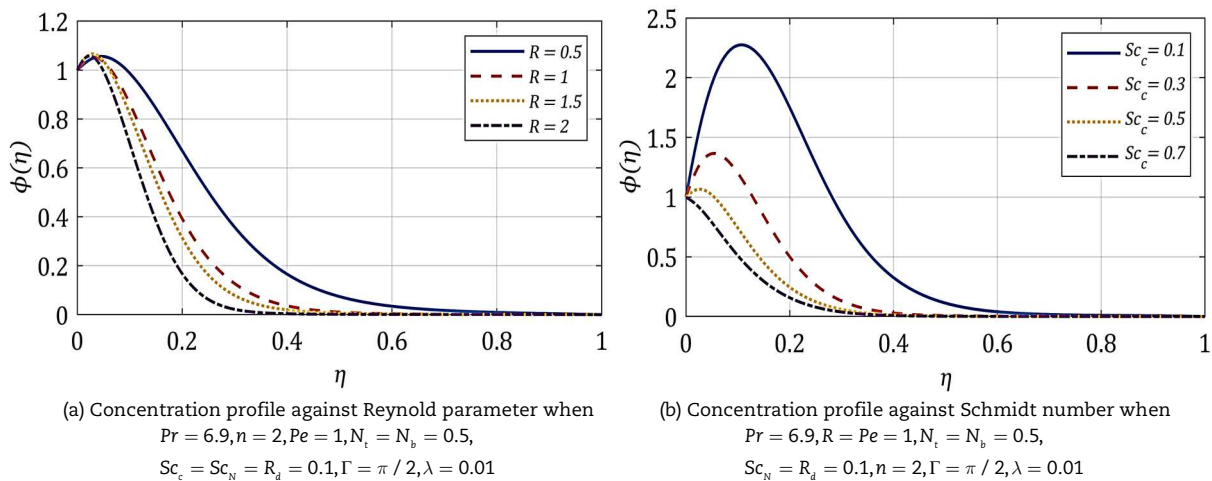 1.2
1
0.8
0.6
0.4
0.2
0
ϕ(η)
R = 0.5
R = 1
R = 1.5
R = 2
0 0.2 0.4 0.6 0.8 1
η
(a) Concentration profile against Reynold parameter when
Pr = 6.9, n = 2, Pe = 1, N_t = N_b = 0.5,
Sc_c = Sc_N = R_d = 0.1, Γ = π / 2, λ = 0.01
2.5
2
1.5
1
0.5
0
ϕ(η)
Sc_c = 0.1
Sc_c = 0.3
Sc_c = 0.5
Sc_c = 0.7
0 0.2 0.4 0.6 0.8 1
η
(b) Concentration profile against Schmidt number when
Pr = 6.9, R = Pe = 1, N_t = N_b = 0.5,
Sc_N = R_d = 0.1, n = 2, Γ = π / 2, λ = 0.01